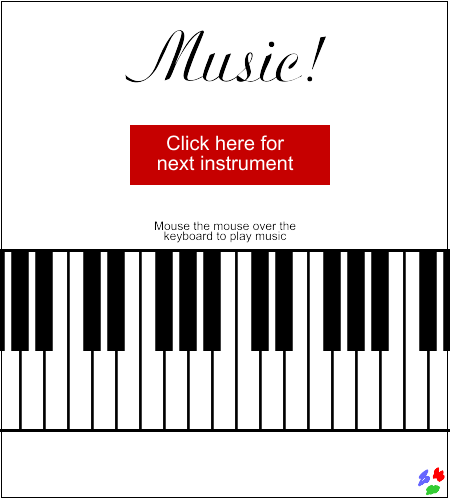 Music!
Click here for
next instrument
Mouse the mouse over the
keyboard to play music